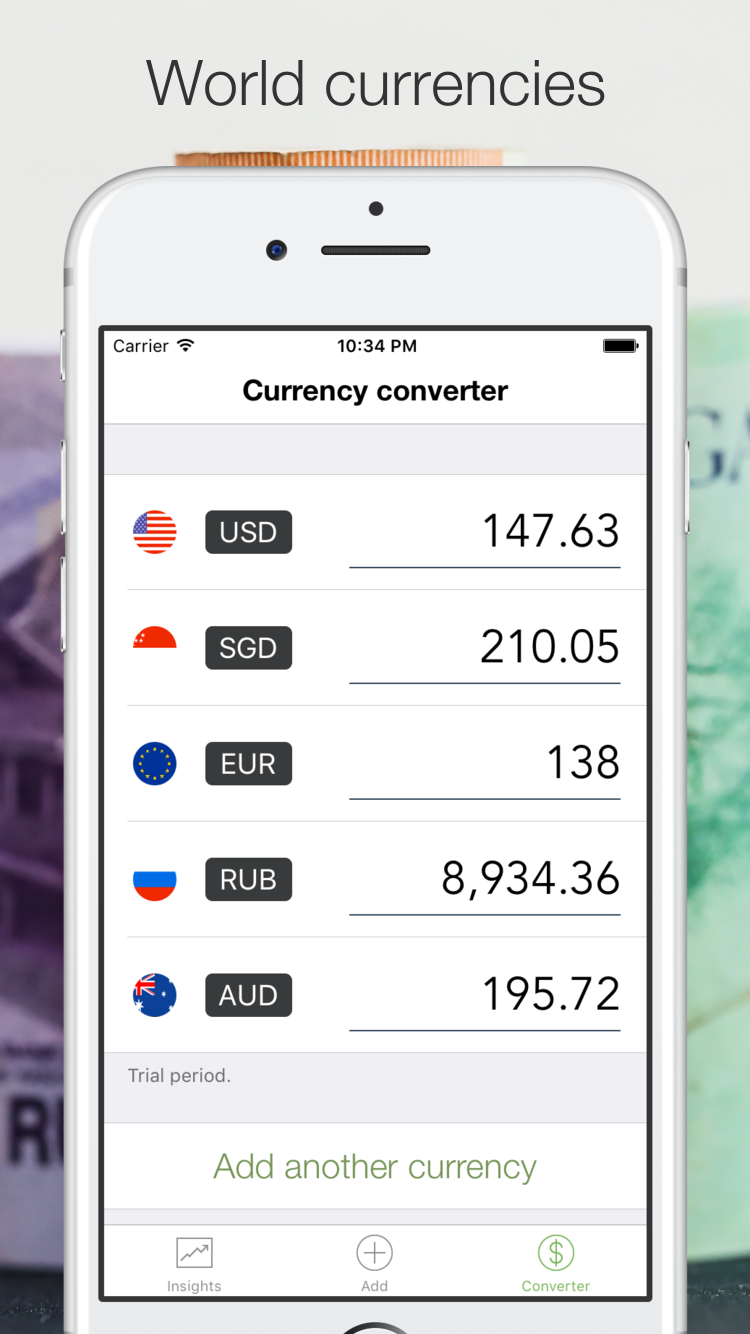 World currencies
Carrier 10:34 PM
Currency converter
USD 147.63
SGD 210.05
EUR 138
RUB 8,934.36
AUD 195.72
Trial period.
Add another currency
Insights Add Converter